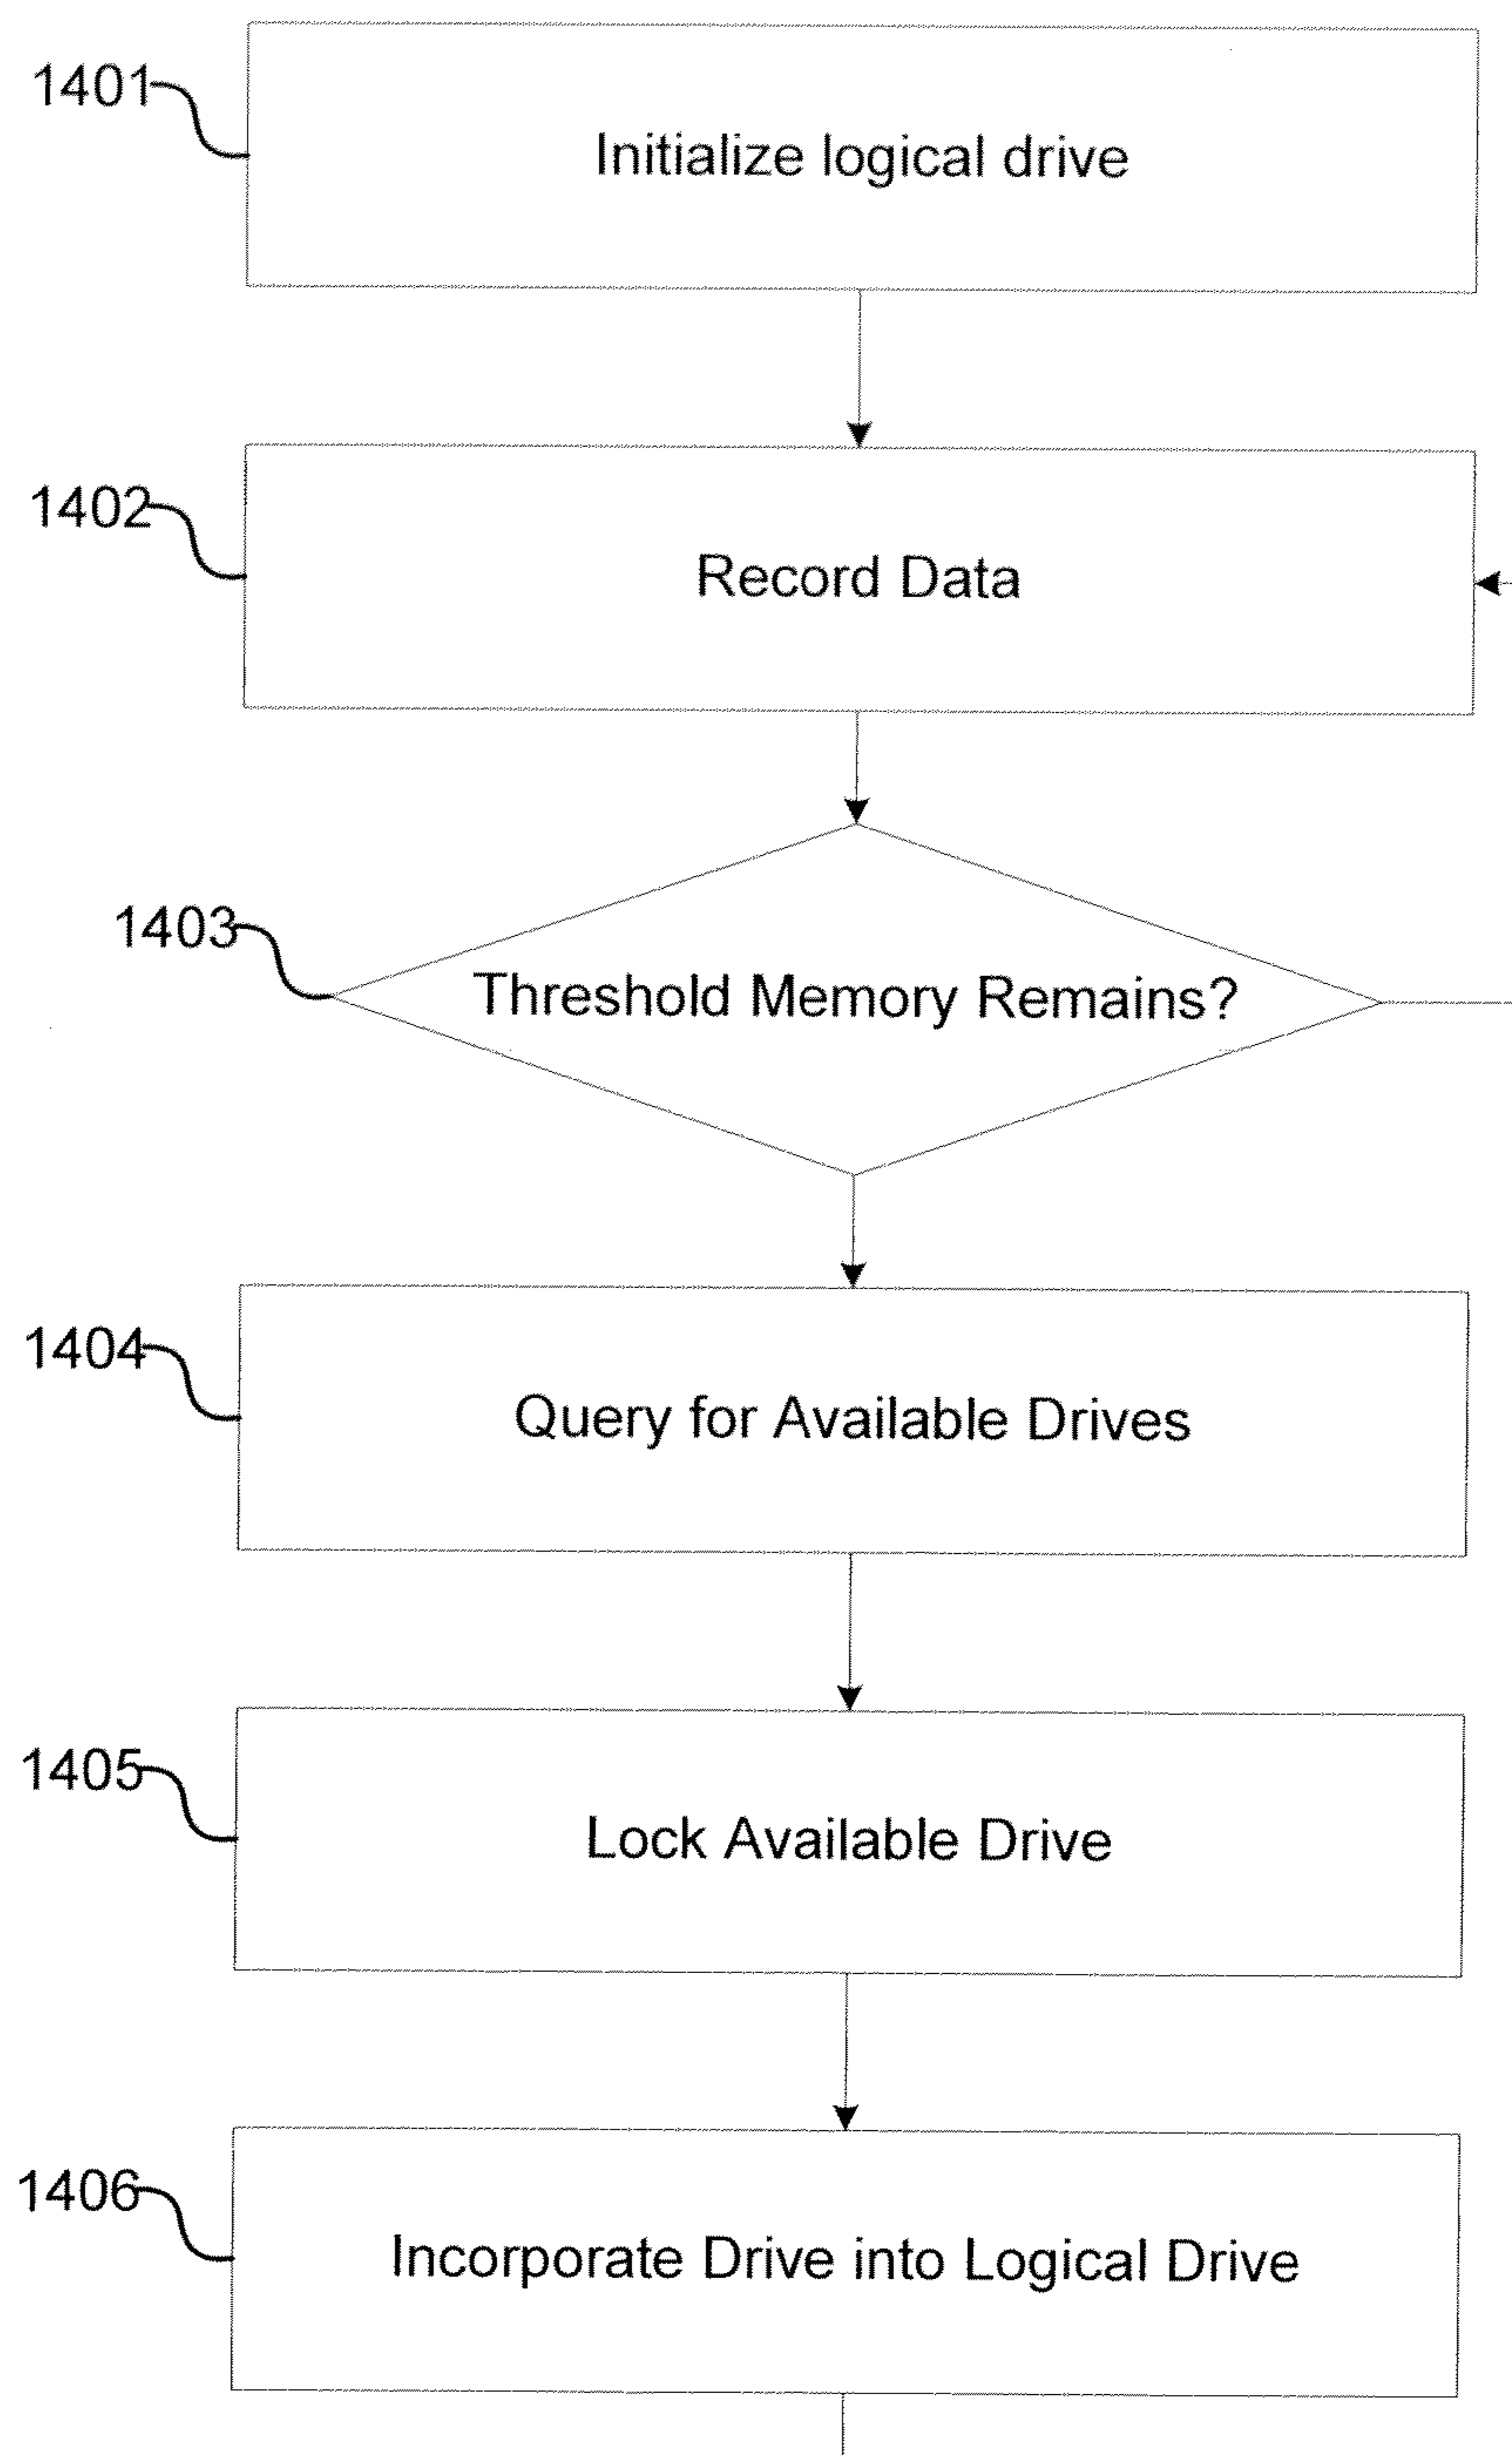 1401
Initialize logical drive
1402
Record Data
1403
Threshold Memory Remains?
1404
Query for Available Drives
1405
Lock Available Drive
1406
Incorporate Drive into Logical Drive